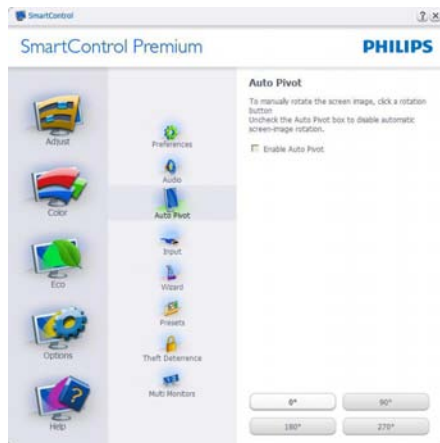 SmartControl
SmartControl Premium
PHILIPS
Adjust
Color
Eco
Options
Help
Preferences
Audio
Auto Pivot
Input
Wizard
Presets
Theft Deterrence
Multi Monitors
Auto Pivot
To manually rotate the screen image, click a rotation
button
Uncheck the Auto Pivot box to disable automatic
screen-image rotation.
Enable Auto Pivot
0°
90°
180°
270°